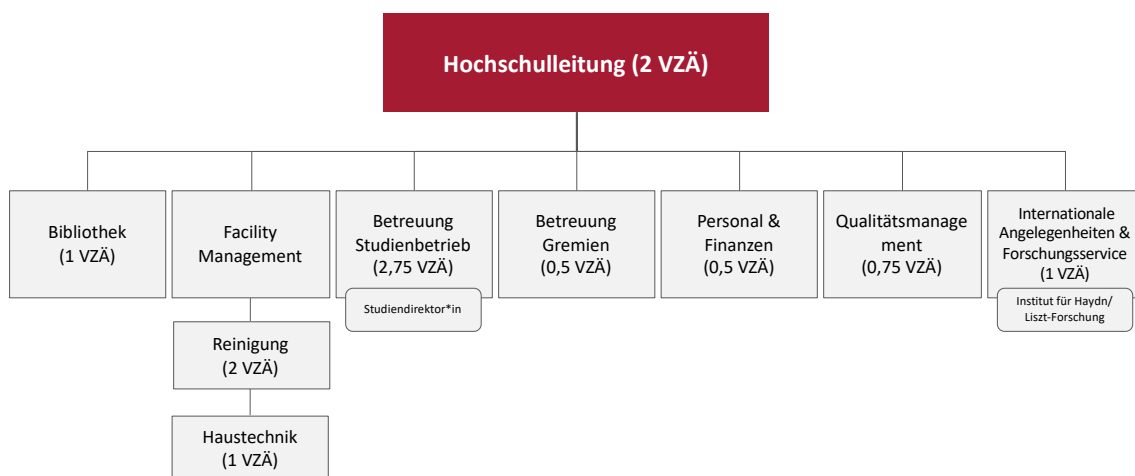 Hochschulleitung (2 VZÄ)
Bibliothek
(1 VZÄ)
Facility
Management
Betreuung
Studienbetrieb
(2,75 VZÄ)
Studiendirektor*in
Betreuung
Gremien
(0,5 VZÄ)
Personal &
Finanzen
(0,5 VZÄ)
Qualitätsmanage
ment
(0,75 VZÄ)
Internationale
Angelegenheiten &
Forschungsservice
(1 VZÄ)
Institut für Haydn/
Liszt-Forschung
Reinigung
(2 VZÄ)
Haustechnik
(1 VZÄ)